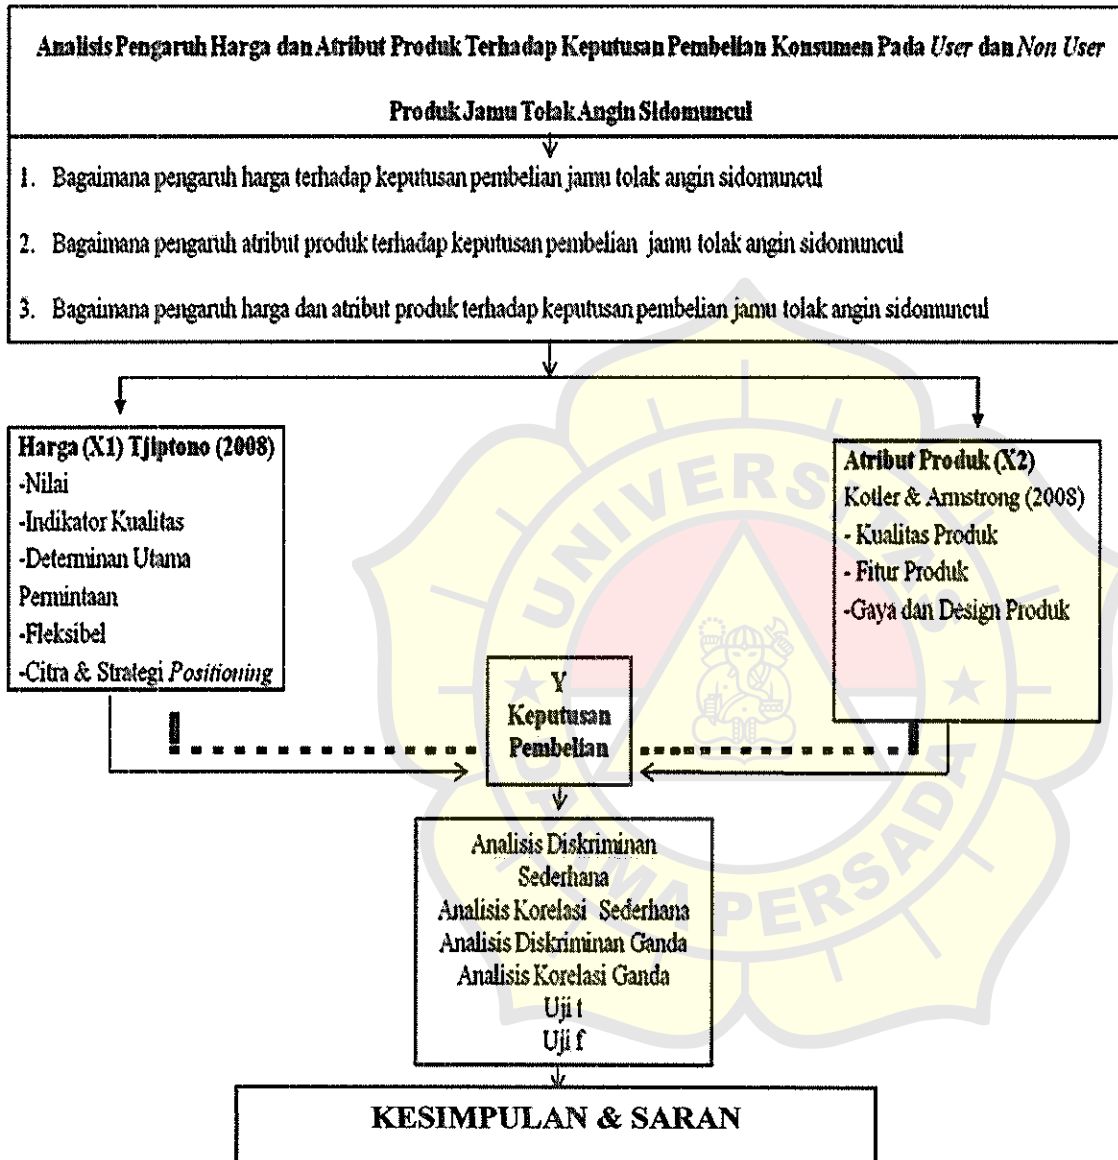 Analisis Pengaruh Harga dan Atribut Produk Terhadap Keputusan Pembelian Konsumen Pada User dan Non User
Produk Jamu Tolak Angin Sidomuncul
1. Bagaimana pengaruh harga terhadap keputusan pembelian jamu tolak angin sidomuncul
2. Bagaimana pengaruh atribut produk terhadap keputusan pembelian jamu tolak angin sidomuncul
3. Bagaimana pengaruh harga dan atribut produk terhadap keputusan pembelian jamu tolak angin sidomuncul
Harga (X1) Tjiptono (2008)
-Nilai
-Indikator Kualitas
-Determinan Utama
Permintaan
-Fleksibel
-Citra & Strategi Positioning
Atribut Produk (X2)
Kotler & Armstrong (2008)
- Kualitas Produk
- Fitur Produk
-Gaya dan Design Produk
Y
Keputusan
Pembelian
Analisis Diskriminan
Sederhana
Analisis Korelasi Sederhana
Analisis Diskriminan Ganda
Analisis Korelasi Ganda
Uji t
Uji f
KESIMPULAN & SARAN
UNIVERSITAS
PERSADA